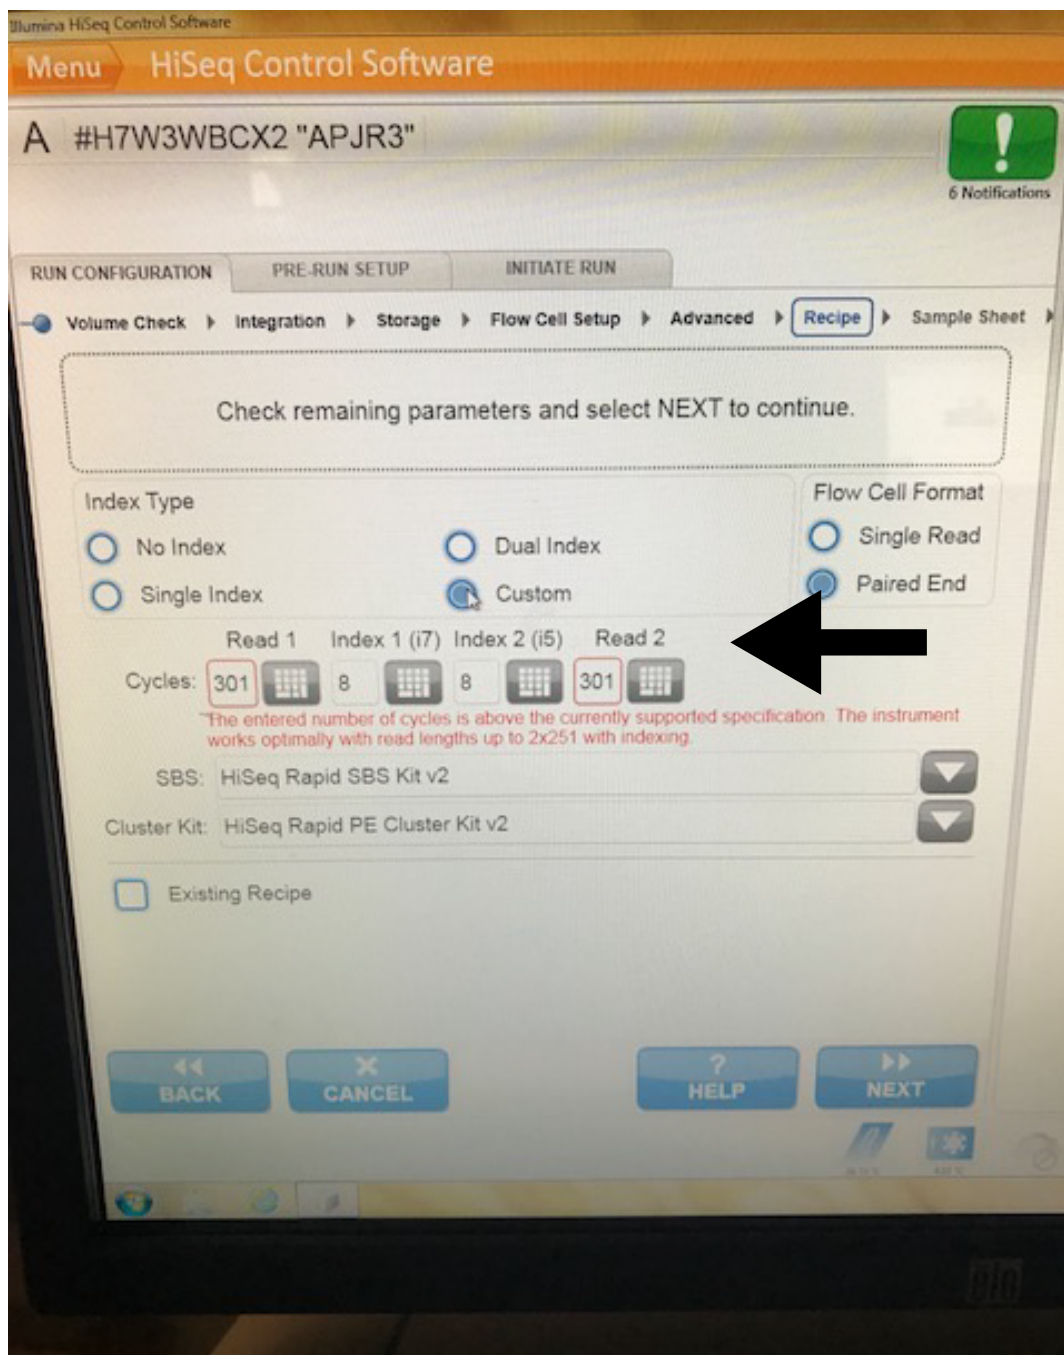 Illumina HiSeq Control Software
Menu HiSeq Control Software
A #H7W3WBCX2 "APJR3"
6 Notifications
RUN CONFIGURATION PRE-RUN SETUP INITIATE RUN
Volume Check Integration Storage Flow Cell Setup Advanced Recipe Sample Sheet
Check remaining parameters and select NEXT to continue.
Index Type Flow Cell Format
No Index Dual Index Single Read
Single Index Custom Paired End
Read 1 Index 1 (i7) Index 2 (i5) Read 2
Cycles: 301 8 8 301
The entered number of cycles is above the currently supported specification. The instrument
works optimally with read lengths up to 2x251 with indexing.
SBS: HiSeq Rapid SBS Kit v2
Cluster Kit: HiSeq Rapid PE Cluster Kit v2
Existing Recipe
BACK CANCEL ? HELP NEXT
elo